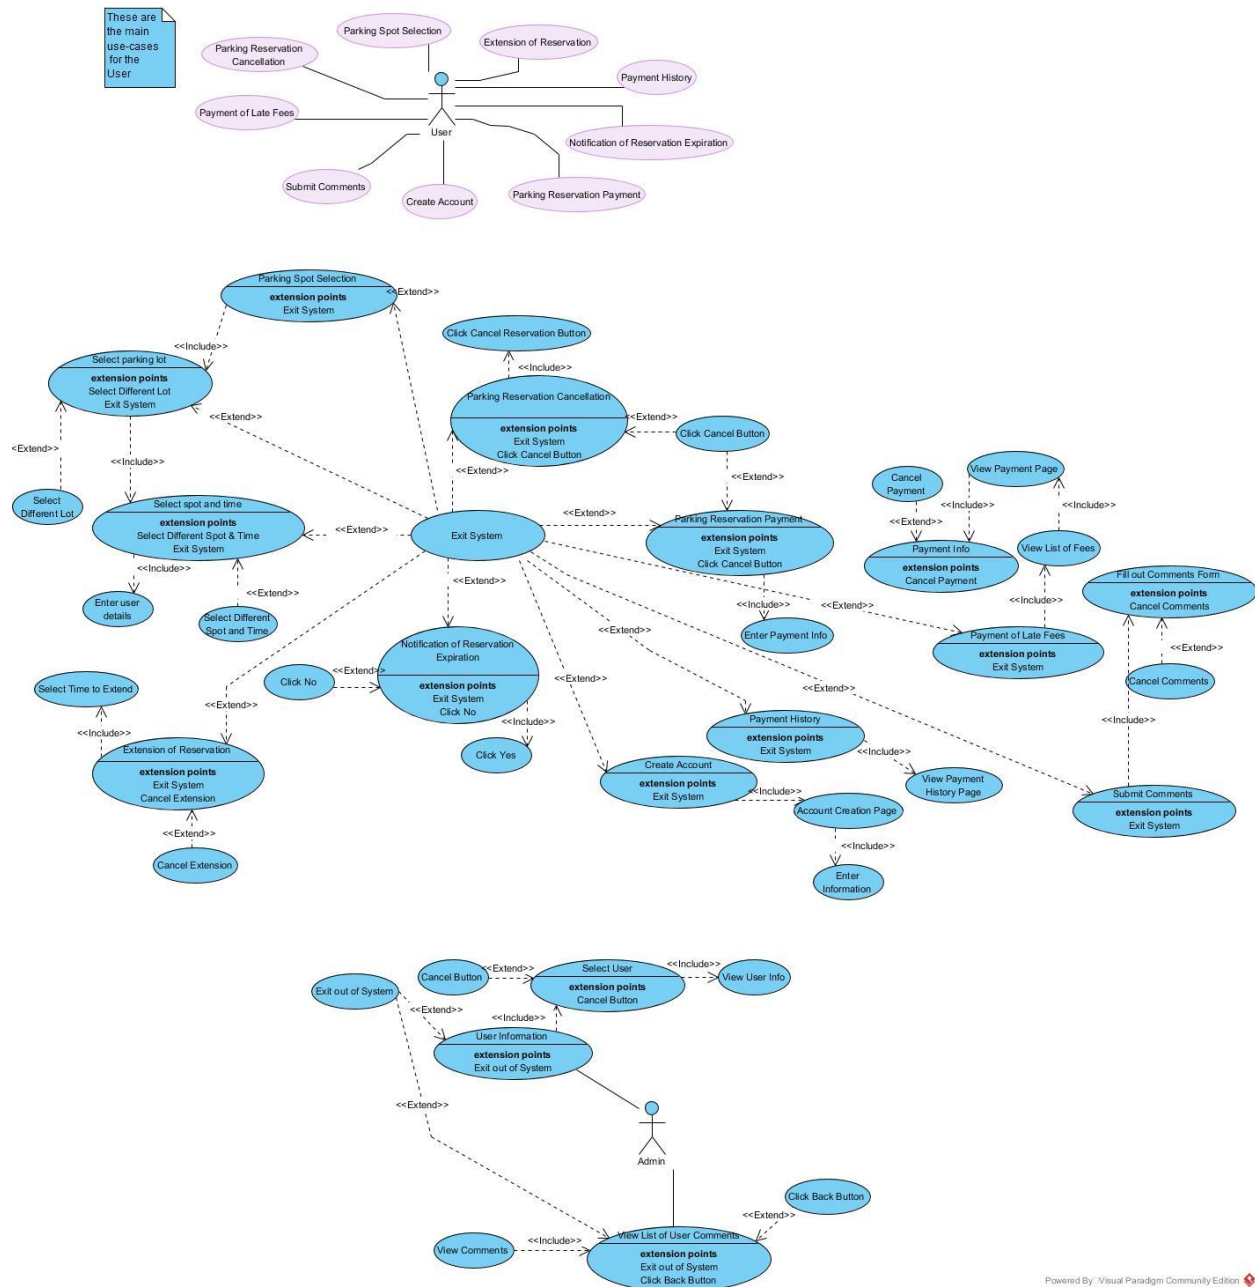 These are
the main
use-cases
for the
User
Parking Spot Selection
Extension of Reservation
Parking Reservation
Cancellation
Payment History
Payment of Late Fees
User
Notification of Reservation Expiration
Submit Comments
Create Account
Parking Reservation Payment
Parking Spot Selection
extension points
Exit System
<<Extend>>
<<Include>>
Click Cancel Reservation Button
<<Include>>
Select parking lot
extension points
Select Different Lot
Exit System
<<Extend>>
Parking Reservation Cancellation
extension points
Exit System
Click Cancel Button
<<Extend>>
Click Cancel Button
<<Extend>>
<Extend>>
<<Include>>
<<Extend>>
Select
Different Lot
Select spot and time
extension points
Select Different Spot & Time
Exit System
<<Extend>>
Exit System
<<Extend>>
Parking Reservation Payment
extension points
Exit System
Click Cancel Button
Cancel
Payment
View Payment Page
<<Extend>>
<<Include>>
<<Include>>
Payment Info
extension points
Cancel Payment
View List of Fees
Fill out Comments Form
extension points
Cancel Comments
<<Include>>
<<Extend>>
Enter user
details
Select Different
Spot and Time
<<Extend>>
<<Include>>
Enter Payment Info
<<Extend>>
<<Include>>
Payment of Late Fees
extension points
Exit System
<<Extend>>
Cancel Comments
Notification of Reservation
Expiration
extension points
Exit System
Click No
<<Extend>>
Click No
<<Include>>
Click Yes
<<Extend>>
<<Extend>>
<<Extend>>
Select Time to Extend
<<Include>>
<<Extend>>
Extension of Reservation
extension points
Exit System
Cancel Extension
<<Extend>>
Cancel Extension
Payment History
extension points
Exit System
<<Include>>
View Payment
History Page
Create Account
extension points
Exit System
<<Include>>
Account Creation Page
<<Include>>
Enter
Information
<<Include>>
Submit Comments
extension points
Exit System
Cancel Button
<<Extend>>
Select User
extension points
Cancel Button
<<Include>>
View User Info
Exit out of System
<<Extend>>
<<Include>>
User Information
extension points
Exit out of System
<<Extend>>
Admin
Click Back Button
<<Extend>>
View Comments
<<Include>>
View List of User Comments
extension points
Exit out of System
Click Back Button
Powered By Visual Paradigm Community Edition